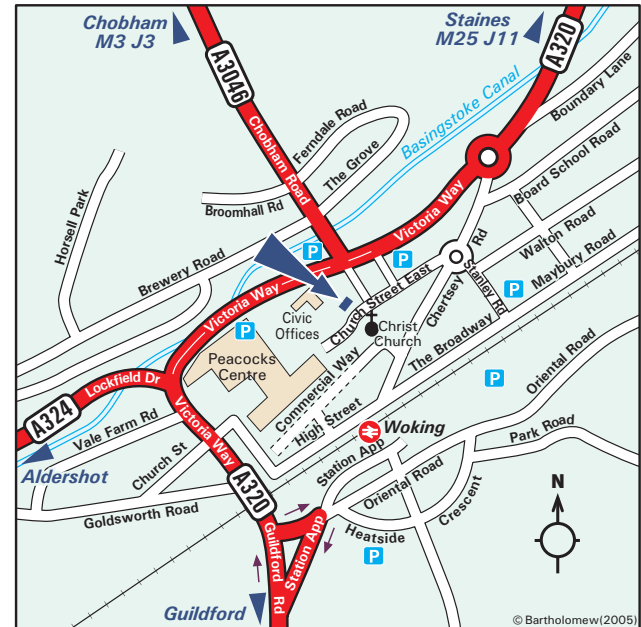 Chobham
M3 J3
Staines
M25 J11
A320
A3046
Chobham Road
Ferndale Road
The Grove
Broomhall Rd
Basingstoke Canal
Boundary Lane
Board School Road
Horsell Park
Brewery Road
Victoria Way
Victoria Way
P
P
P
P
P
P
Walton Road
Maybury Road
Stanley Rd
Chertsey Rd
Church Street East
Civic
Offices
Christ
Church
Peacocks
Centre
Commercial Way
The Broadway
High Street
Lockfield Dr
A324
Victoria Way
Vale Farm Rd
Aldershot
Church St
Goldsworth Road
A320
Woking
Station App
Oriental Road
Oriental Road
Park Road
Heatside
Crescent
Guildford Rd
Station App
Guildford
N
© Bartholomew(2005)